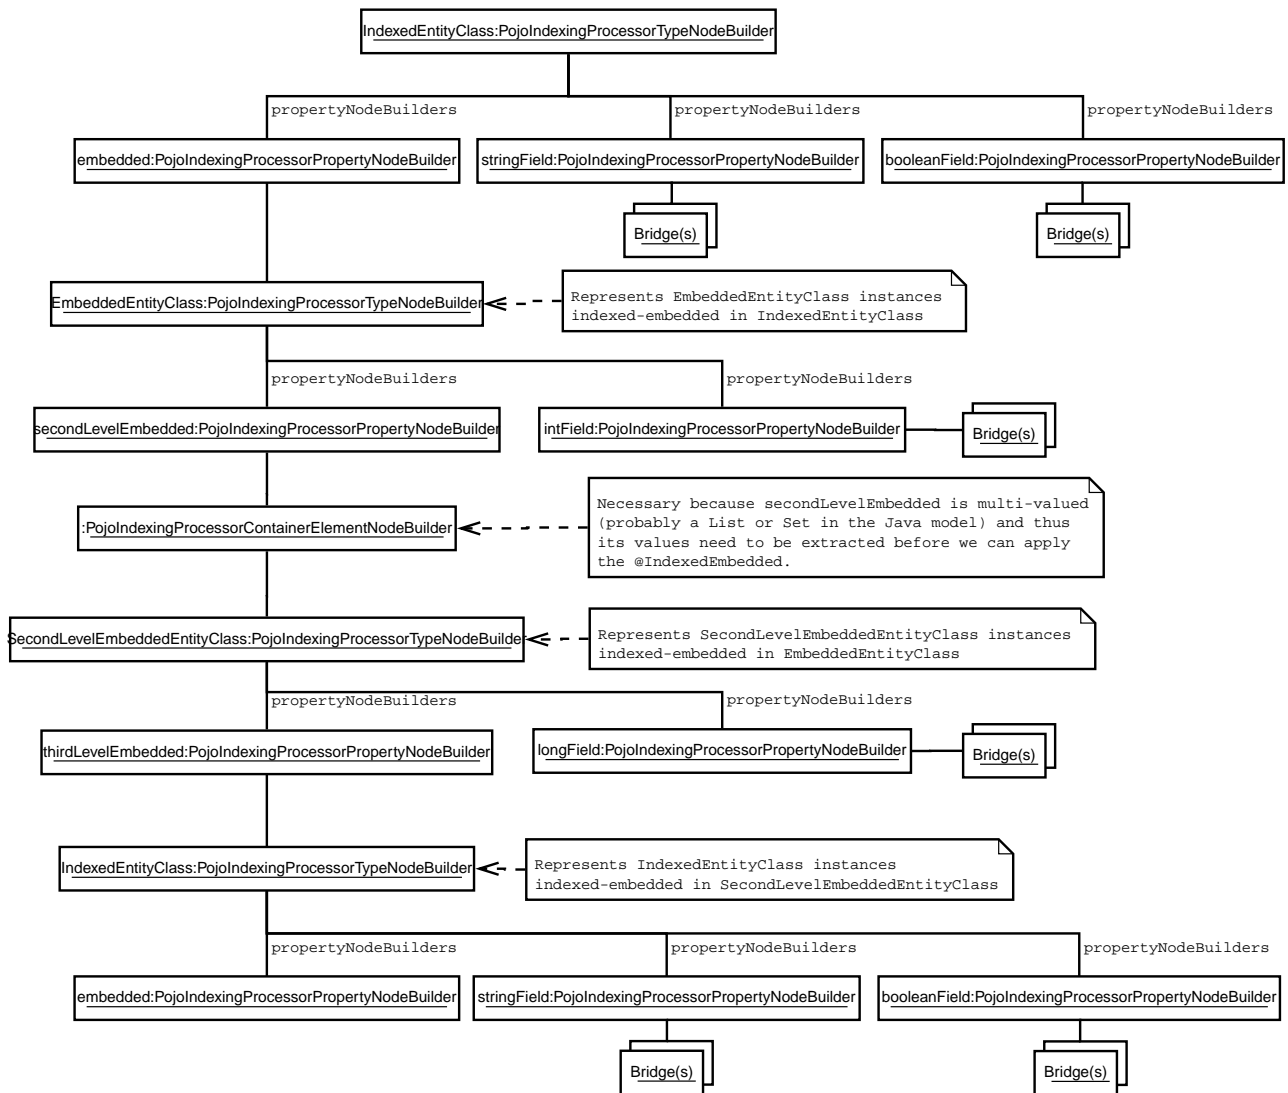 IndexedEntityClass:PojoIndexingProcessorTypeNodeBuilder
propertyNodeBuilders
propertyNodeBuilders
propertyNodeBuilders
embedded:PojoIndexingProcessorPropertyNodeBuilder
stringField:PojoIndexingProcessorPropertyNodeBuilder
booleanField:PojoIndexingProcessorPropertyNodeBuilder
Bridge(s)
Bridge(s)
EmbeddedEntityClass:PojoIndexingProcessorTypeNodeBuilder
Represents EmbeddedEntityClass instances
indexed-embedded in IndexedEntityClass
propertyNodeBuilders
propertyNodeBuilders
secondLevelEmbedded:PojoIndexingProcessorPropertyNodeBuilder
intField:PojoIndexingProcessorPropertyNodeBuilder
Bridge(s)
:PojoIndexingProcessorContainerElementNodeBuilder
Necessary because secondLevelEmbedded is multi-valued
(probably a List or Set in the Java model) and thus
its values need to be extracted before we can apply
the @IndexedEmbedded.
SecondLevelEmbeddedEntityClass:PojoIndexingProcessorTypeNodeBuilder
Represents SecondLevelEmbeddedEntityClass instances
indexed-embedded in EmbeddedEntityClass
propertyNodeBuilders
propertyNodeBuilders
thirdLevelEmbedded:PojoIndexingProcessorPropertyNodeBuilder
longField:PojoIndexingProcessorPropertyNodeBuilder
Bridge(s)
IndexedEntityClass:PojoIndexingProcessorTypeNodeBuilder
Represents IndexedEntityClass instances
indexed-embedded in SecondLevelEmbeddedEntityClass
propertyNodeBuilders
propertyNodeBuilders
propertyNodeBuilders
embedded:PojoIndexingProcessorPropertyNodeBuilder
stringField:PojoIndexingProcessorPropertyNodeBuilder
booleanField:PojoIndexingProcessorPropertyNodeBuilder
Bridge(s)
Bridge(s)